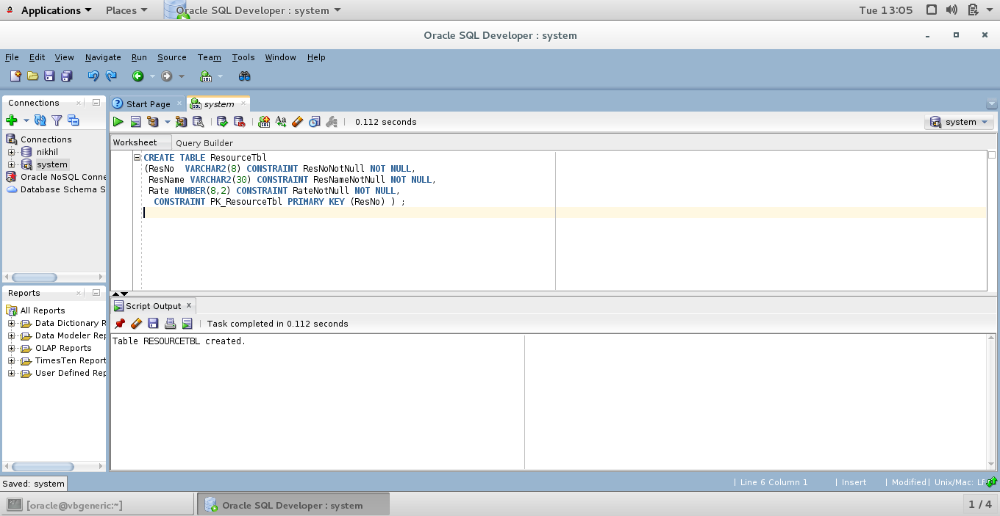 Applications Places Oracle SQL Developer : system Tue 13:05
Oracle SQL Developer : system
File Edit View Navigate Run Source Team Tools Window Help
SQL
Connections
Start Page system
0.112 seconds system
Worksheet Query Builder
Connections
nikhil
system
Oracle NoSQL Conne
Database Schema S
CREATE TABLE ResourceTbl
(ResNo  VARCHAR2(8) CONSTRAINT ResNoNotNull NOT NULL,
ResName VARCHAR2(30) CONSTRAINT ResNameNotNull NOT NULL,
Rate NUMBER(8,2) CONSTRAINT RateNotNull NOT NULL,
CONSTRAINT PK_ResourceTbl PRIMARY KEY (ResNo) ) ;
Reports
All Reports
Data Dictionary R
Data Modeler Rep
OLAP Reports
TimesTen Report
User Defined Rep
Script Output
Task completed in 0.112 seconds
Table RESOURCETBL created.
Saved: system
| Line 6 Column 1 | Insert | Modified | Unix/Mac: LF
[oracle@vbgeneric:~] Oracle SQL Developer : system 1 / 4